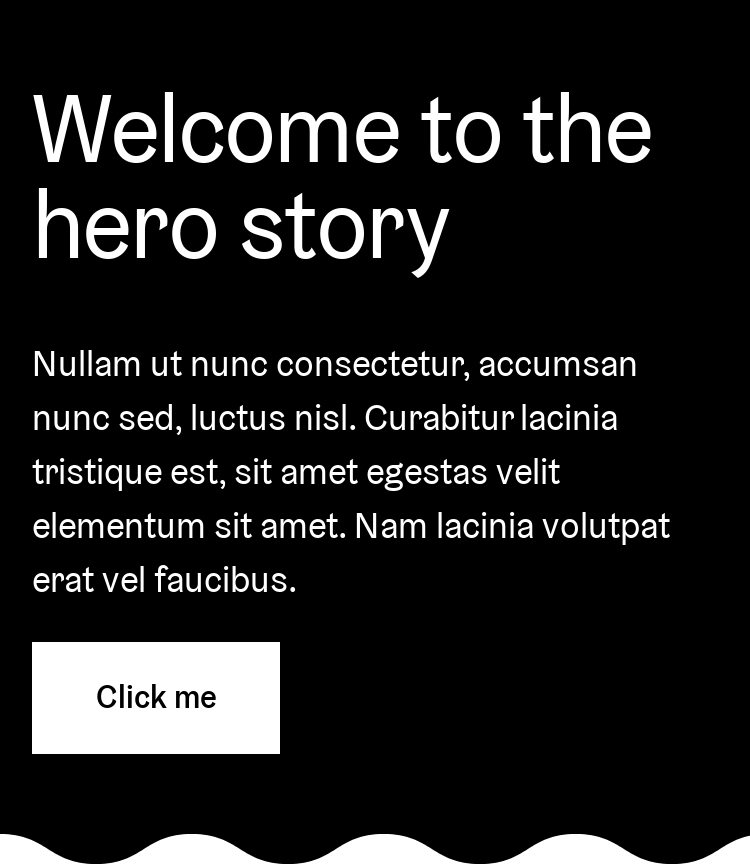 Welcome to the
hero story
Nullam ut nunc consectetur, accumsan
nunc sed, luctus nisl. Curabitur lacinia
tristique est, sit amet egestas velit
elementum sit amet. Nam lacinia volutpat
erat vel faucibus.
Click me